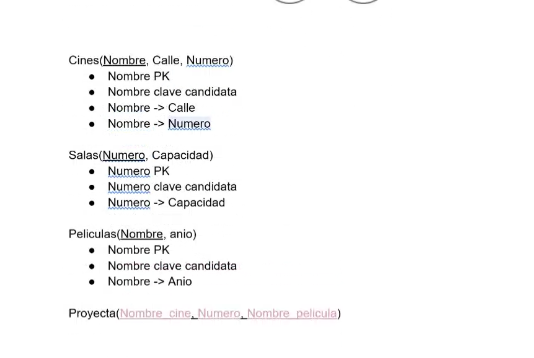 Cines(Nombre, Calle, Numero)
● Nombre PK
● Nombre clave candidata
● Nombre -> Calle
● Nombre -> Numero
Salas(Numero, Capacidad)
● Numero PK
● Numero clave candidata
● Numero -> Capacidad
Peliculas(Nombre, anio)
● Nombre PK
● Nombre clave candidata
● Nombre -> Anio
Proyecta(Nombre_cine, Numero, Nombre_pelicula)